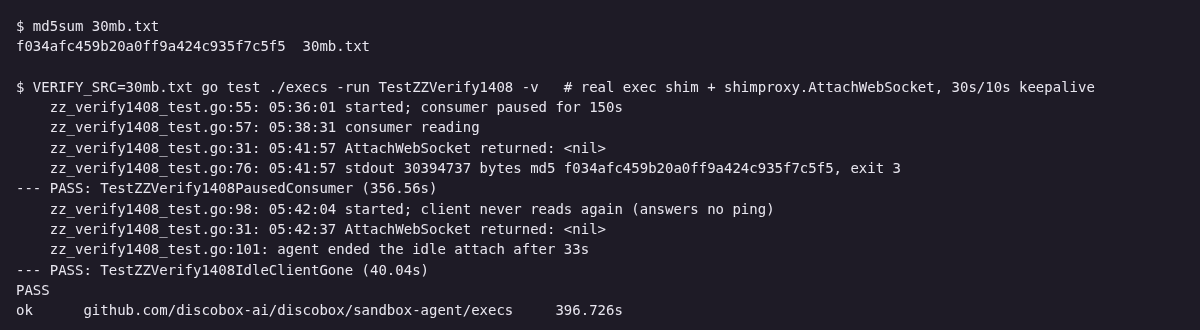 $ md5sum 30mb.txt
f034afc459b20a0ff9a424c935f7c5f5  30mb.txt
$ VERIFY_SRC=30mb.txt go test ./execs -run TestZZVerify1408 -v   # real exec shim + shimproxy.AttachWebSocket, 30s/10s keepalive
    zz_verify1408_test.go:55: 05:36:01 started; consumer paused for 150s
    zz_verify1408_test.go:57: 05:38:31 consumer reading
    zz_verify1408_test.go:31: 05:41:57 AttachWebSocket returned: <nil>
    zz_verify1408_test.go:76: 05:41:57 stdout 30394737 bytes md5 f034afc459b20a0ff9a424c935f7c5f5, exit 3
--- PASS: TestZZVerify1408PausedConsumer (356.56s)
    zz_verify1408_test.go:98: 05:42:04 started; client never reads again (answers no ping)
    zz_verify1408_test.go:31: 05:42:37 AttachWebSocket returned: <nil>
    zz_verify1408_test.go:101: agent ended the idle attach after 33s
--- PASS: TestZZVerify1408IdleClientGone (40.04s)
PASS
ok      github.com/discobox-ai/discobox/sandbox-agent/execs     396.726s